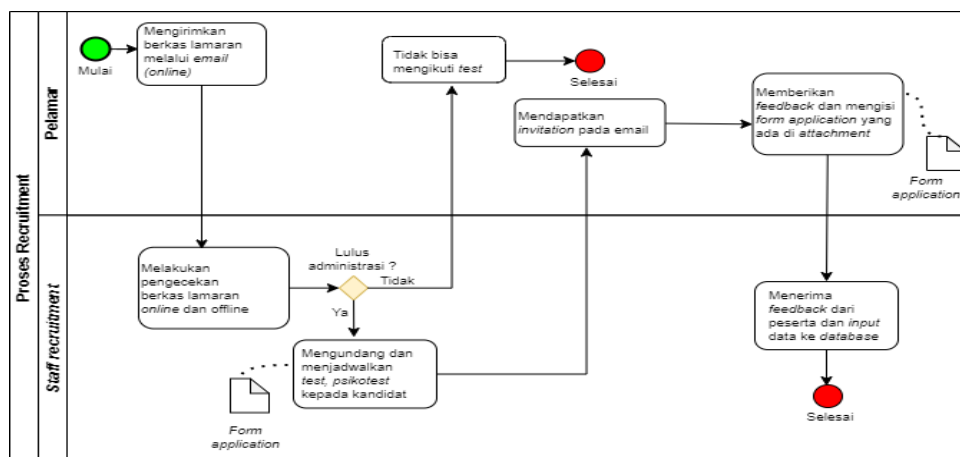 Proses Recruitment
Pelamar
Mulai
Mengirimkan
berkas lamaran
melalui email
(online)
Tidak bisa
mengikuti test
Selesai
Mendapatkan
invitation pada email
Memberikan
feedback dan mengisi
form application yang
ada di attachment
Form
application
Staff recruitment
Melakukan
pengecekan
berkas lamaran
online dan offline
Lulus
administrasi ?
Tidak
Ya
Mengundang dan
menjadwalkan
test, psikotest
kepada kandidat
Form
application
Menerima
feedback dari
peserta dan input
data ke database
Selesai